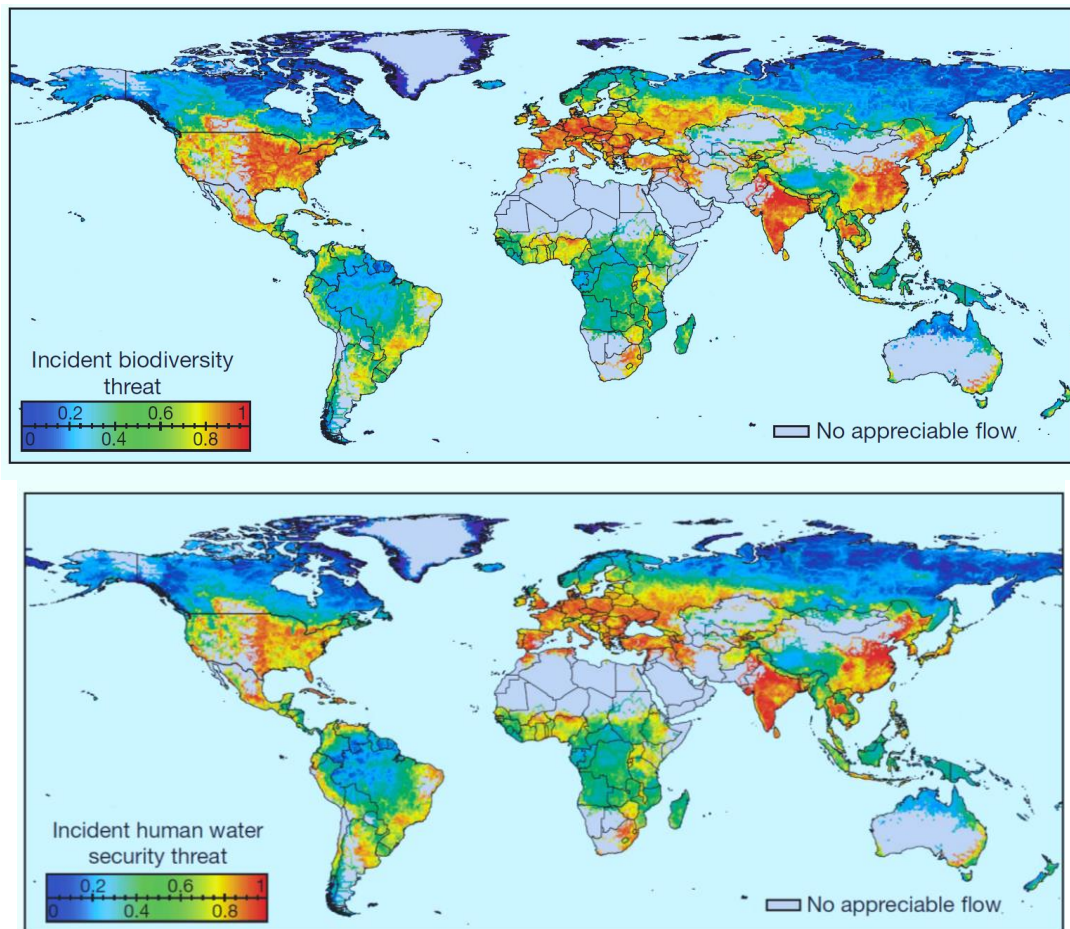 Incident biodiversity
threat
0.2 0.6 1
0 0.4 0.8
No appreciable flow
Incident human water
security threat
0.2 0.6 1
0 0.4 0.8
No appreciable flow